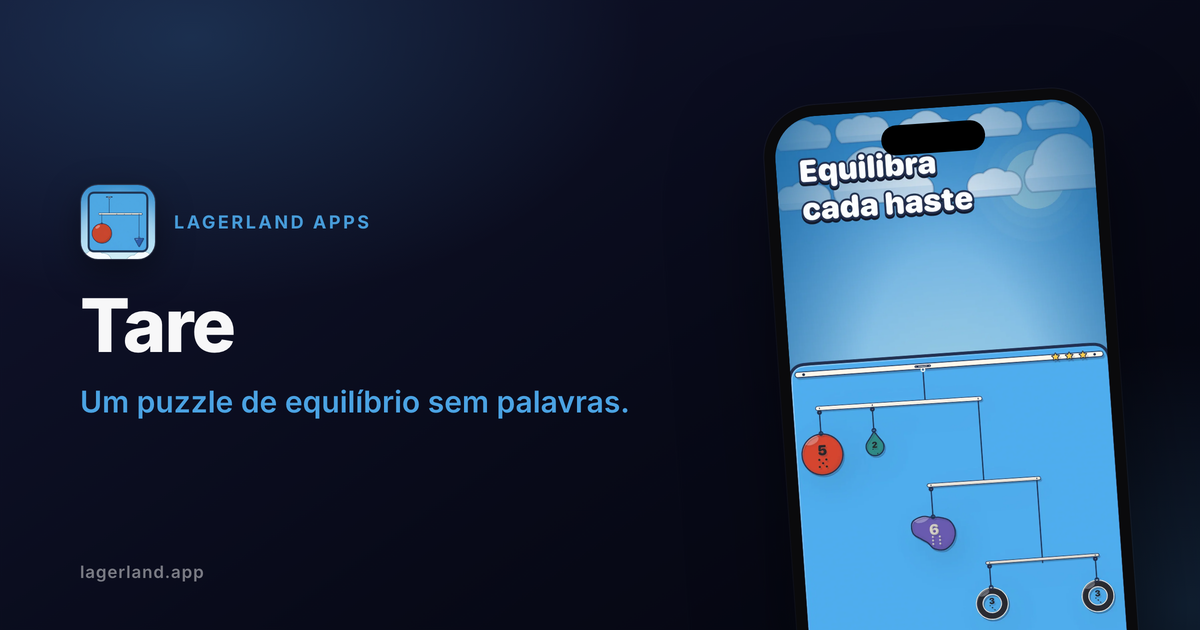 LAGERLAND APPS
Tare
Um puzzle de equilíbrio sem palavras.
lagerland.app
Equilibra
cada haste
5
2
6
3
3